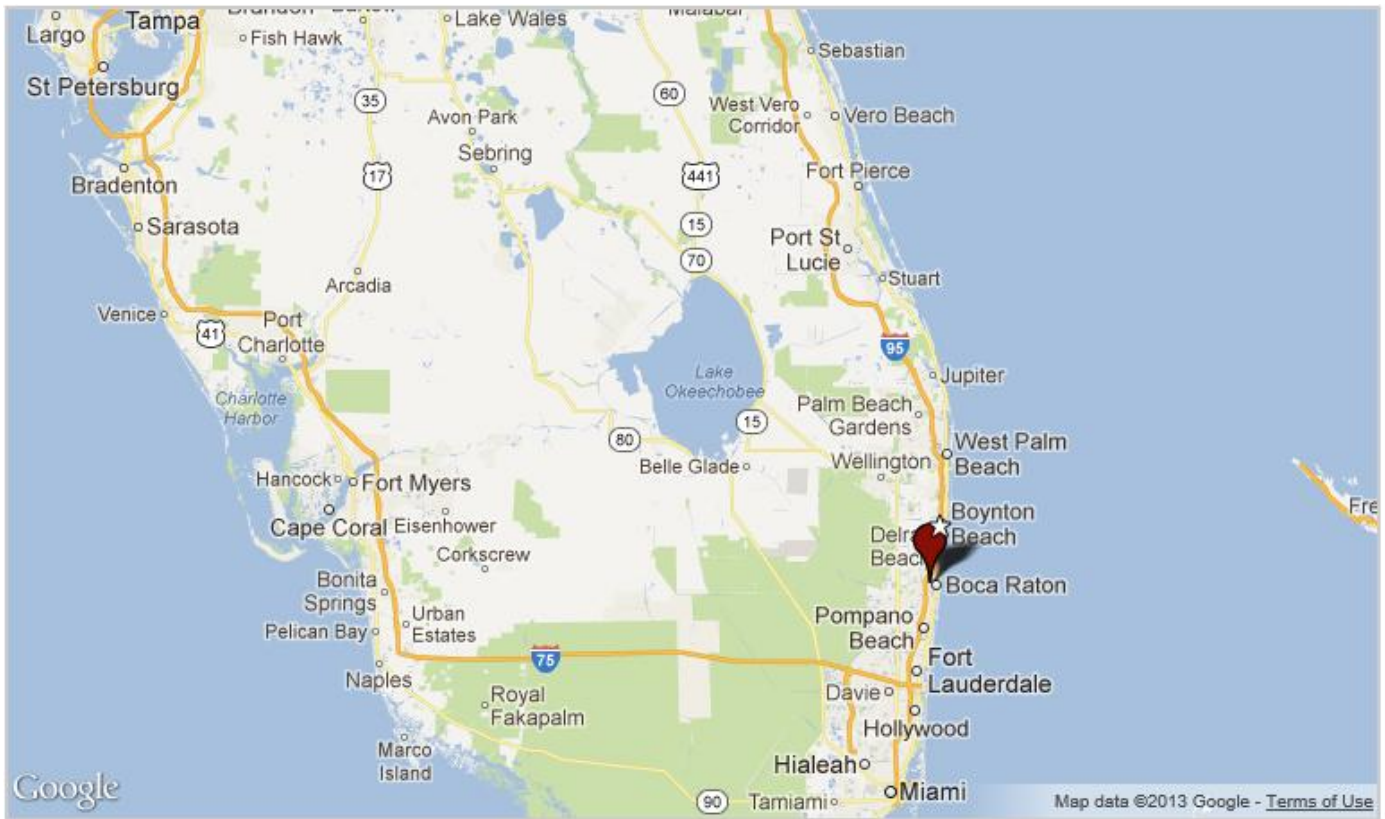 Tampa
Brandon
Bartow
Lake Wales
Malabar
Largo
Fish Hawk
Sebastian
St Petersburg
35
60
Avon Park
West Vero
Corridor
Vero Beach
Sebring
17
441
Fort Pierce
Bradenton
Sarasota
15
Port St
Lucie
70
Arcadia
Stuart
Venice
41
Port
Charlotte
95
Lake
Okeechobee
Jupiter
Charlotte
Harbor
Palm Beach
Gardens
15
80
West Palm
Beach
Belle Glade
Wellington
Hancock
Fort Myers
Cape Coral
Eisenhower
Boynton
Beach
Fre
Delra
Beach
Corkscrew
Bonita
Springs
Boca Raton
Urban
Estates
Pompano
Beach
Pelican Bay
75
Fort
Lauderdale
Naples
Royal
Fakapalm
Davie
Hollywood
Marco
Island
Hialeah
Google
90
Tamiami
Miami
Map data ©2013 Google - Terms of Use